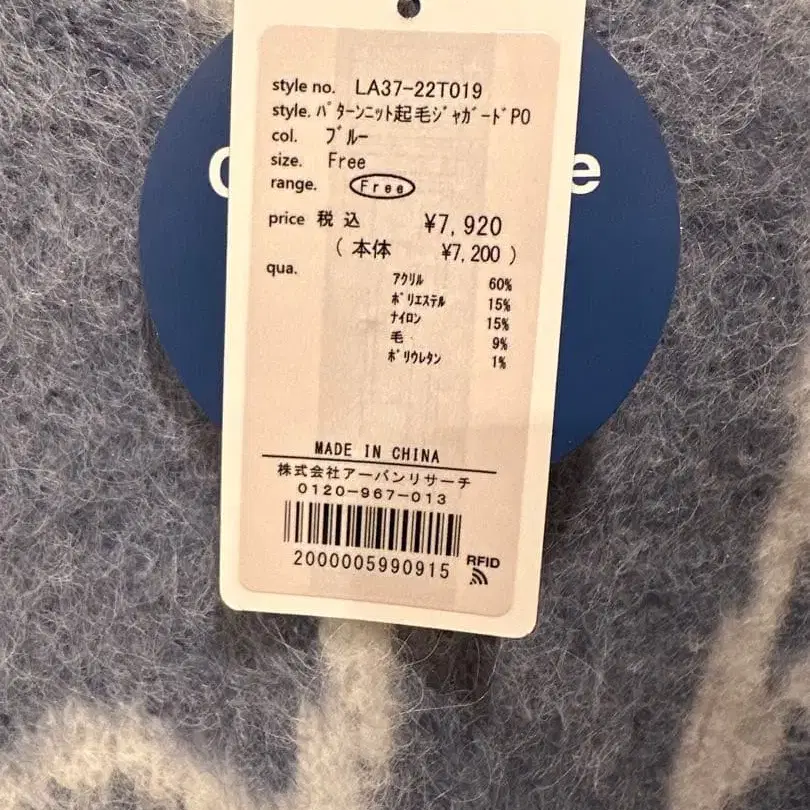 style no. LA37-22T019
style. ﾊﾟﾀｰﾝﾆｯﾄ起毛ｼﾞｬｶﾞｰﾄﾞPO
col. ﾌﾞﾙｰ
size. Free
range. Free
price 税込 ¥7,920
( 本体 ¥7,200 )
qua.
ｱｸﾘﾙ 60%
ﾎﾟﾘｴｽﾃﾙ 15%
ﾅｲﾛﾝ 15%
毛 9%
ﾎﾟﾘｳﾚﾀﾝ 1%
MADE IN CHINA
株式会社アーバンリサーチ
0120-967-013
2000005990915
RFID